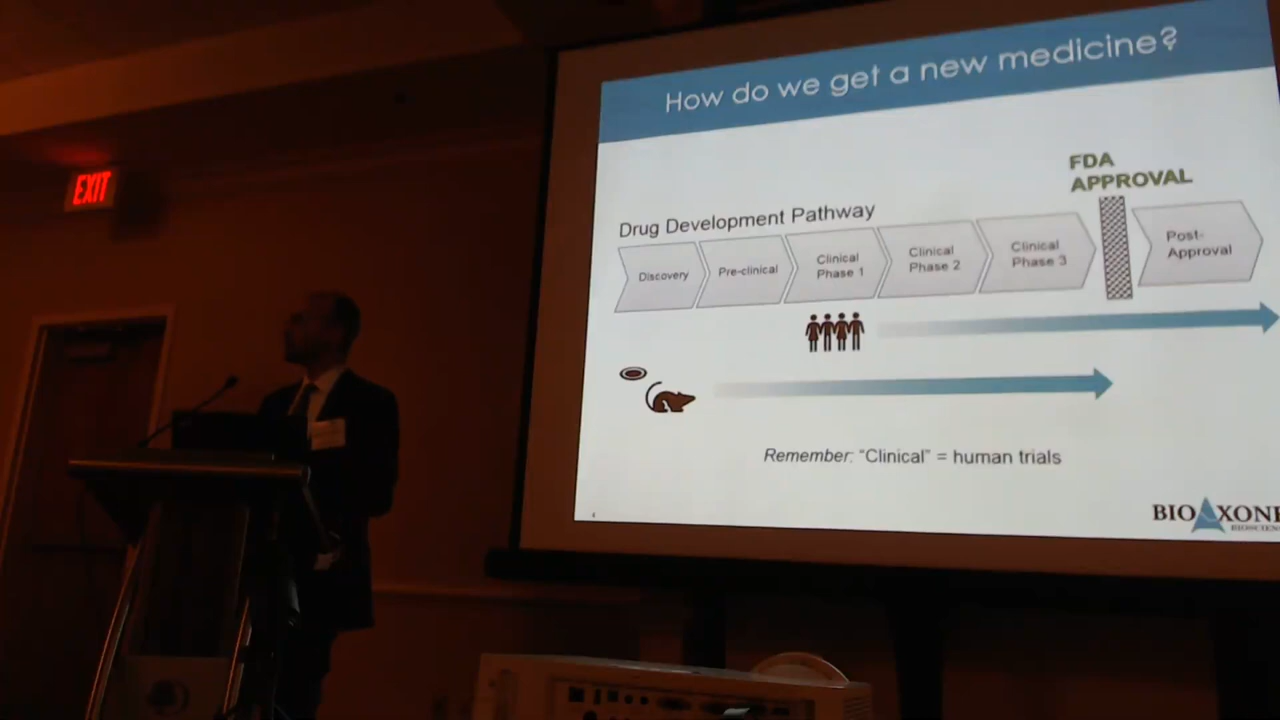 How do we get a new medicine?
EXIT
FDA
APPROVAL
Drug Development Pathway
Discovery
Pre-clinical
Clinical
Phase 1
Clinical
Phase 2
Clinical
Phase 3
Post-
Approval
Remember: “Clinical” = human trials
4
BIOAXONE